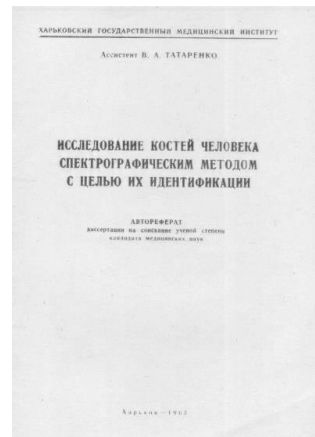 ХАРЬКОВСКИЙ ГОСУДАРСТВЕННЫЙ МЕДИЦИНСКИЙ ИНСТИТУТ
Ассистент В. А. ТАТАРЕНКО
ИССЛЕДОВАНИЕ КОСТЕЙ ЧЕЛОВЕКА
СПЕКТРОГРАФИЧЕСКИМ МЕТОДОМ
С ЦЕЛЬЮ ИХ ИДЕНТИФИКАЦИИ
АВТОРЕФЕРАТ
диссертации на соискание ученой степени
кандидата медицинских наук
Харьков —